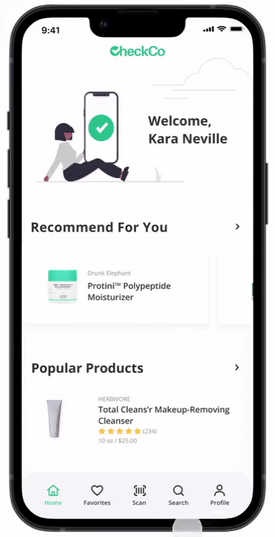 9:41
CheckCo
Welcome,
Kara Neville
Recommend For You
Drunk Elephant
Protini™ Polypeptide
Moisturizer
Popular Products
HERBIVORE
Total Cleans'r Makeup-Removing
Cleanser
(234)
10 oz / $25.00
Home Favorites Scan Search Profile